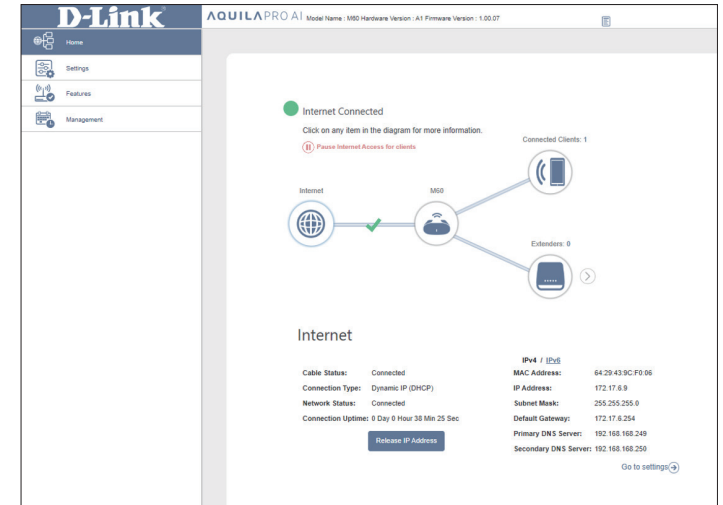 D-Link
AQUILA PRO AI Model Name : M60 Hardware Version : A1 Firmware Version : 1.00.07
Home
Settings
Features
Management
Internet Connected
Click on any item in the diagram for more information.
Pause Internet Access for clients
Connected Clients: 1
Internet
M60
Extenders: 0
Internet
IPv4 / IPv6
Cable Status: Connected
MAC Address: 64:29:43:9C:F0:06
Connection Type: Dynamic IP (DHCP)
IP Address: 172.17.6.9
Network Status: Connected
Subnet Mask: 255.255.255.0
Connection Uptime: 0 Day 0 Hour 38 Min 25 Sec
Default Gateway: 172.17.6.254
Release IP Address
Primary DNS Server: 192.168.168.249
Secondary DNS Server: 192.168.168.250
Go to settings